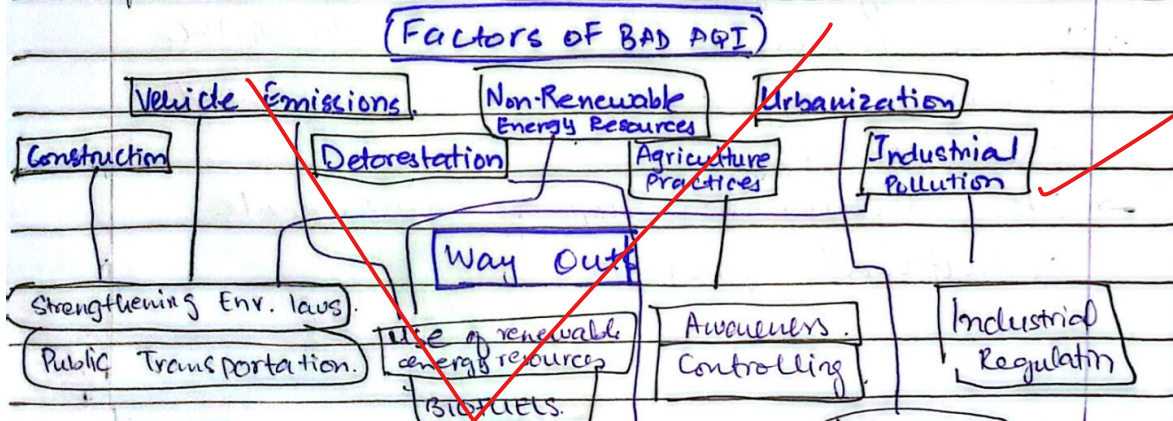 Factors OF BAD AQI
Vehicle Emissions.
Non-Renewable
Energy Resources
Urbanization
Construction
Deforestation
Agriculture
Practices
Industrial
Pollution
Way Out
Strengthening Env. laws.
Public Transportation.
Use of renewable
energy resources
BIOFUELS.
Awareness.
Controlling
Industrial
Regulatin